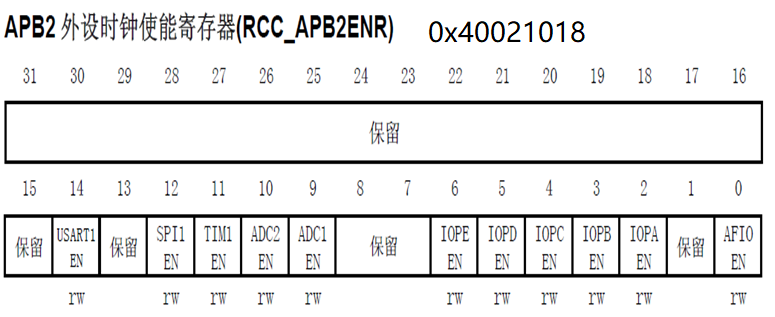 APB2 外设时钟使能寄存器(RCC_APB2ENR) 0x40021018
31 30 29 28 27 26 25 24 23 22 21 20 19 18 17 16
保留
15 14 13 12 11 10 9 8 7 6 5 4 3 2 1 0
保留 USART1 EN 保留 SPI1 EN TIM1 EN ADC2 EN ADC1 EN 保留 IOPE EN IOPD EN IOPC EN IOPB EN IOPA EN 保留 AFIO EN
rw rw rw rw rw rw rw rw rw rw rw